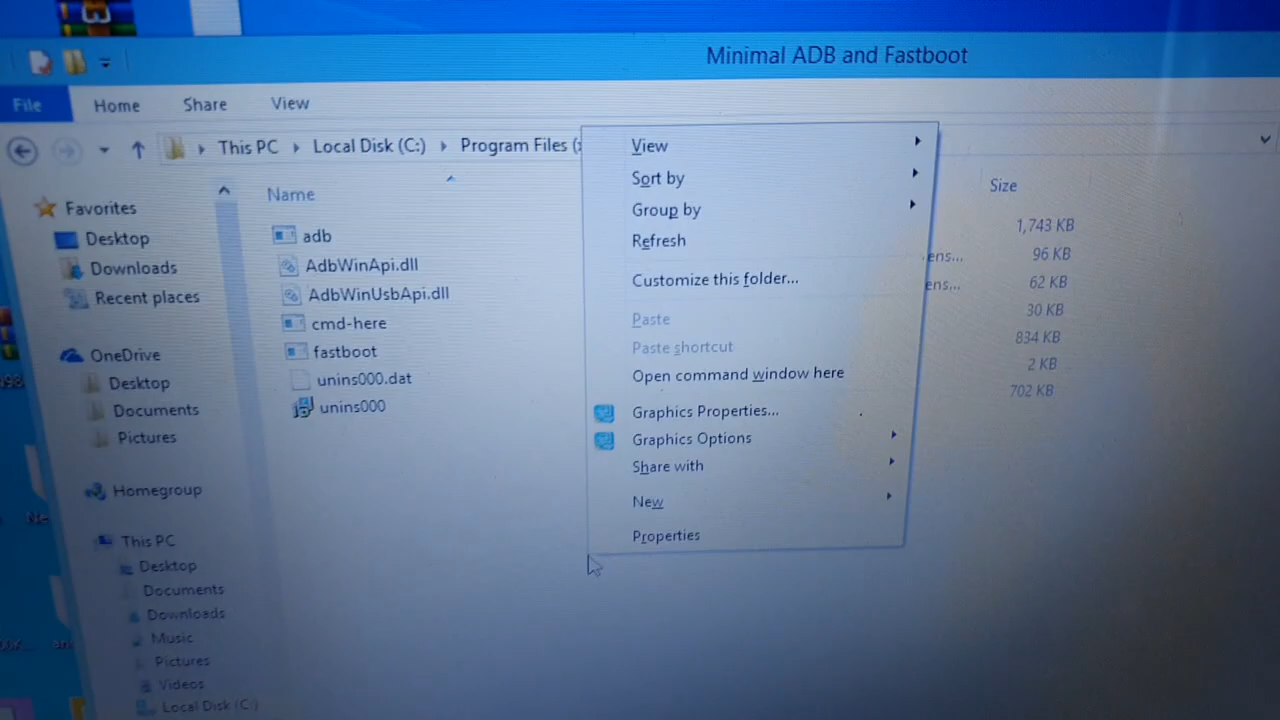 Minimal ADB and Fastboot
File Home Share View
This PC Local Disk (C:) Program Files (
Favorites
Desktop
Downloads
Recent places
OneDrive
Desktop
Documents
Pictures
Homegroup
This PC
Desktop
Documents
Downloads
Music
Pictures
Videos
Local Disk (C:)
Name
adb
AdbWinApi.dll
AdbWinUsbApi.dll
cmd-here
fastboot
unins000.dat
unins000
View
Sort by
Group by
Refresh
Customize this folder...
Paste
Paste shortcut
Open command window here
Graphics Properties...
Graphics Options
Share with
New
Properties
ens...
ens...
Size
1,743 KB
96 KB
62 KB
30 KB
834 KB
2 KB
702 KB
Ne